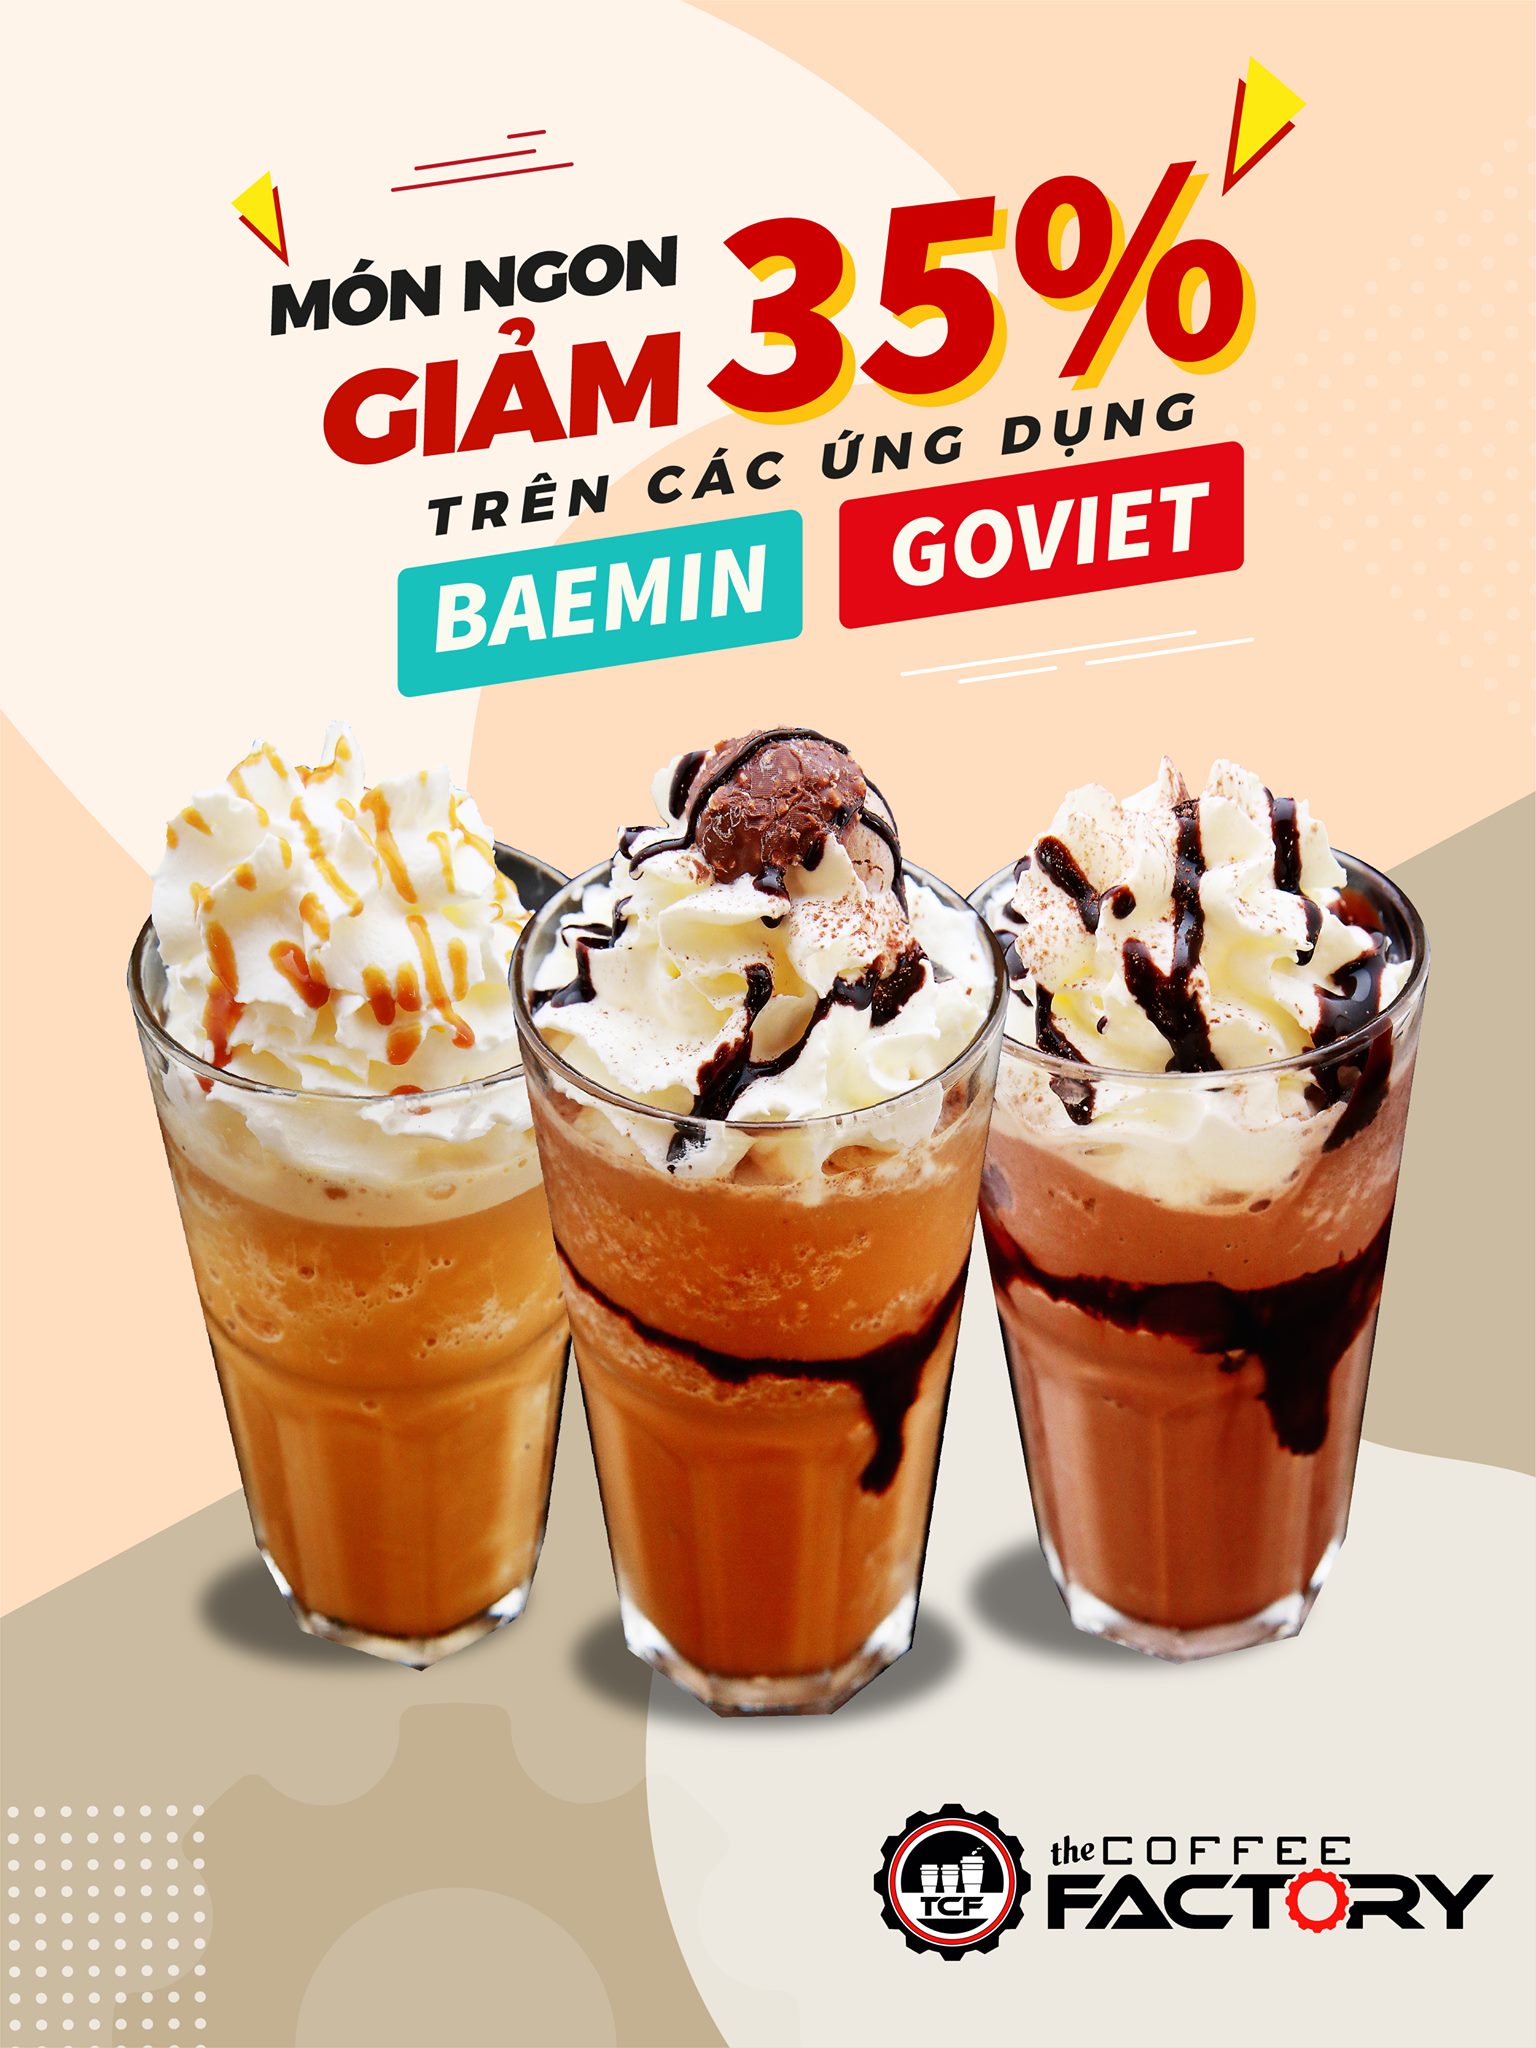 MÓN NGON
GIẢM 35%
TRÊN CÁC ỨNG DỤNG
BAEMIN GOVIET
TCF
the COFFEE
FACTORY